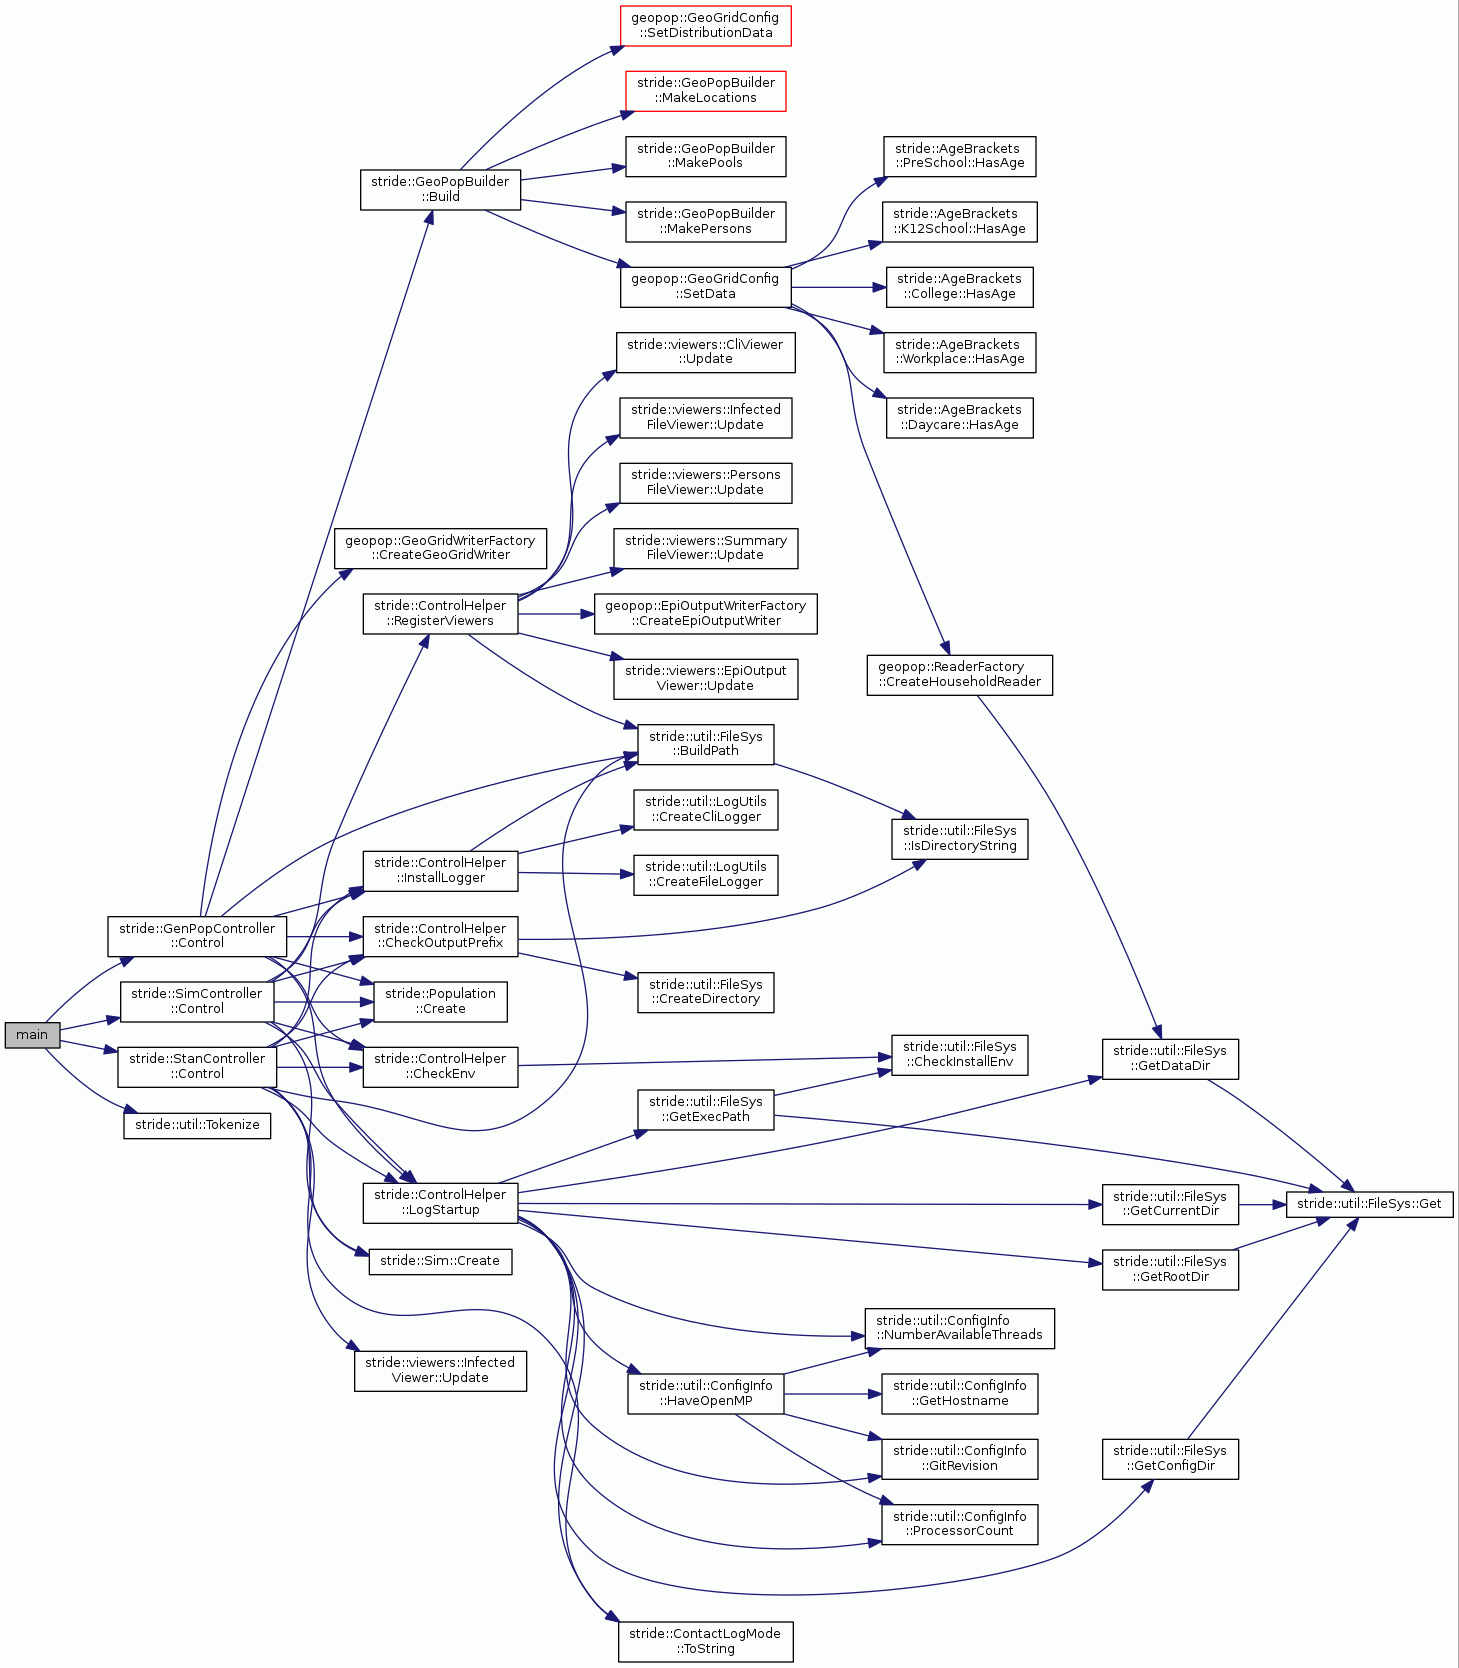 main
stride::GenPopController
::Control
stride::SimController
::Control
stride::StanController
::Control
stride::util::Tokenize
stride::GeoPopBuilder
::Build
geopop::GeoGridWriterFactory
::CreateGeoGridWriter
stride::ControlHelper
::RegisterViewers
stride::ControlHelper
::InstallLogger
stride::ControlHelper
::CheckOutputPrefix
stride::Population
::Create
stride::ControlHelper
::CheckEnv
stride::ControlHelper
::LogStartup
stride::Sim::Create
stride::viewers::Infected
Viewer::Update
geopop::GeoGridConfig
::SetDistributionData
stride::GeoPopBuilder
::MakeLocations
stride::GeoPopBuilder
::MakePools
stride::GeoPopBuilder
::MakePersons
geopop::GeoGridConfig
::SetData
stride::viewers::CliViewer
::Update
stride::viewers::Infected
FileViewer::Update
stride::viewers::Persons
FileViewer::Update
stride::viewers::Summary
FileViewer::Update
geopop::EpiOutputWriterFactory
::CreateEpiOutputWriter
stride::viewers::EpiOutput
Viewer::Update
stride::util::FileSys
::BuildPath
stride::util::LogUtils
::CreateCliLogger
stride::util::LogUtils
::CreateFileLogger
stride::util::FileSys
::CreateDirectory
stride::util::FileSys
::GetExecPath
stride::util::ConfigInfo
::HaveOpenMP
stride::ContactLogMode
::ToString
stride::AgeBrackets
::PreSchool::HasAge
stride::AgeBrackets
::K12School::HasAge
stride::AgeBrackets
::College::HasAge
stride::AgeBrackets
::Workplace::HasAge
stride::AgeBrackets
::Daycare::HasAge
geopop::ReaderFactory
::CreateHouseholdReader
stride::util::FileSys
::IsDirectoryString
stride::util::FileSys
::CheckInstallEnv
stride::util::ConfigInfo
::NumberAvailableThreads
stride::util::ConfigInfo
::GetHostname
stride::util::ConfigInfo
::GitRevision
stride::util::ConfigInfo
::ProcessorCount
stride::util::FileSys
::GetDataDir
stride::util::FileSys
::GetCurrentDir
stride::util::FileSys
::GetRootDir
stride::util::FileSys
::GetConfigDir
stride::util::FileSys::Get